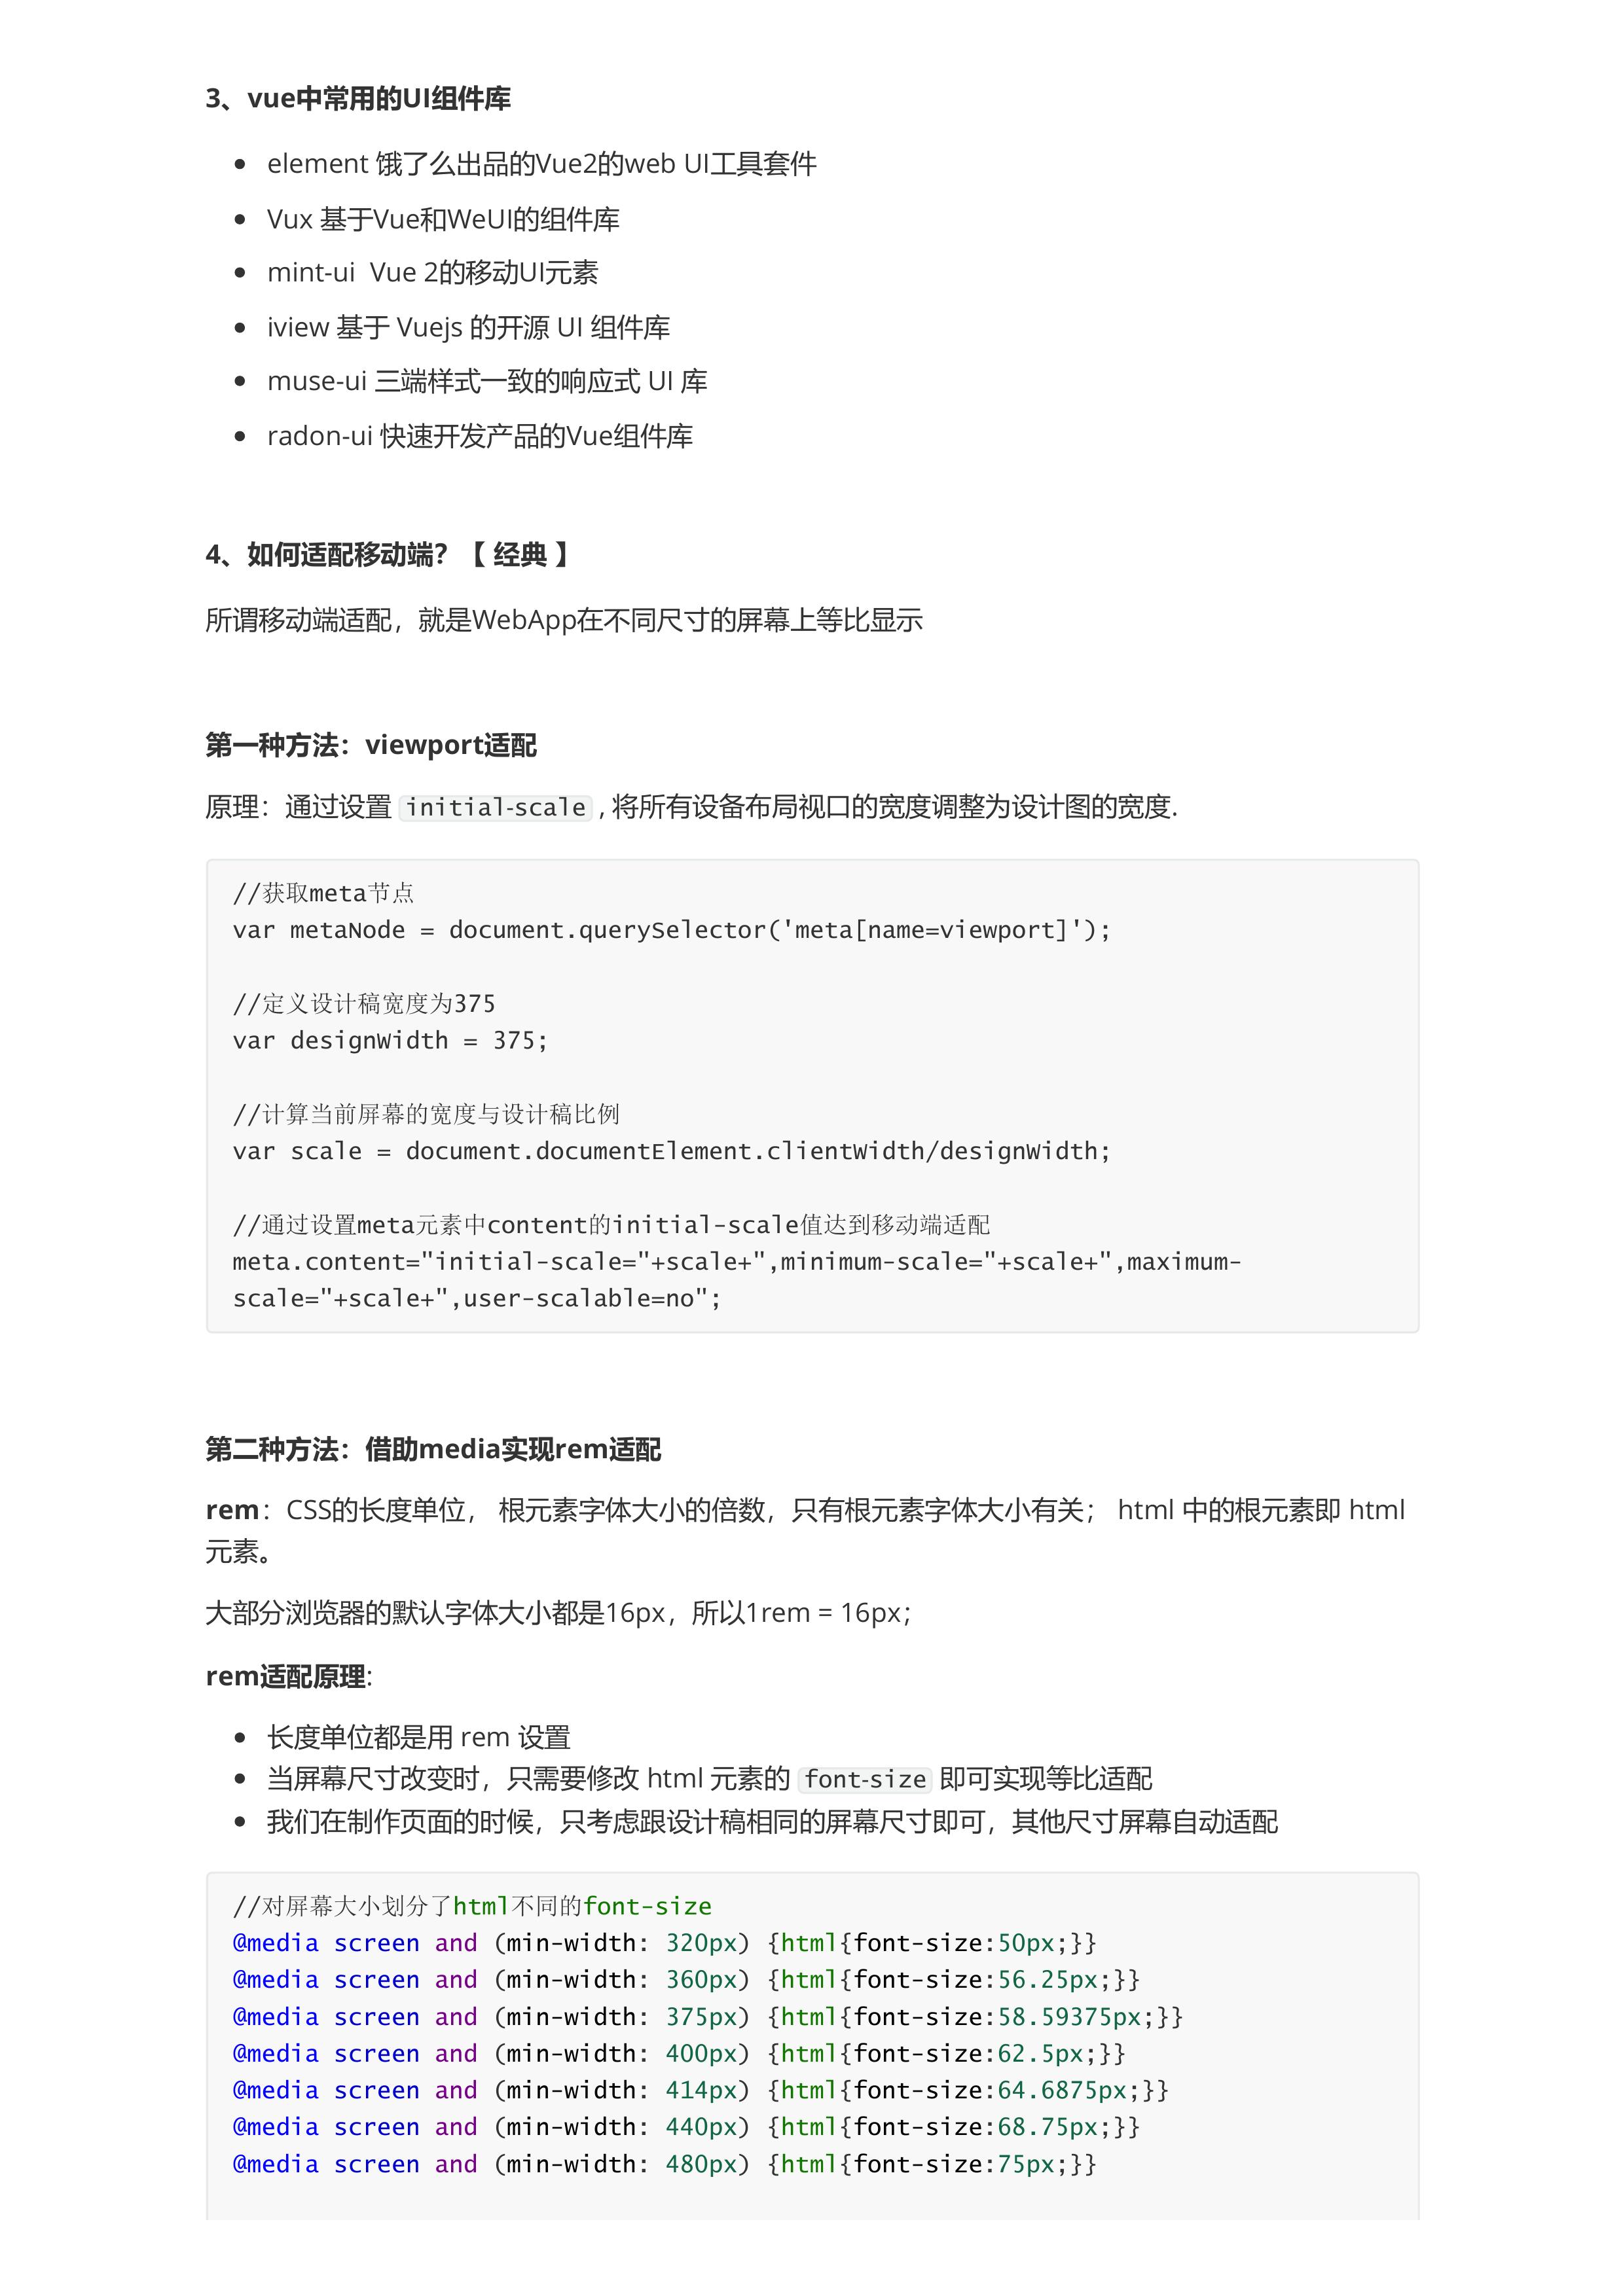 3、vue中常用的UI组件库
element 饿了么出品的Vue2的web UI工具套件
Vux 基于Vue和WeUI的组件库
mint-ui  Vue 2的移动UI元素
iview 基于 Vuejs 的开源 UI 组件库
muse-ui 三端样式一致的响应式 UI 库
radon-ui 快速开发产品的Vue组件库
4、如何适配移动端？【 经典 】
所谓移动端适配，就是WebApp在不同尺寸的屏幕上等比显示
第一种方法：viewport适配
原理：通过设置 initial-scale , 将所有设备布局视口的宽度调整为设计图的宽度.
//获取meta节点
var metaNode = document.querySelector('meta[name=viewport]');
//定义设计稿宽度为375
var designWidth = 375;
//计算当前屏幕的宽度与设计稿比例
var scale = document.documentElement.clientWidth/designWidth;
//通过设置meta元素中content的initial-scale值达到移动端适配
meta.content="initial-scale="+scale+",minimum-scale="+scale+",maximum-
scale="+scale+",user-scalable=no";
第二种方法：借助media实现rem适配
rem：CSS的长度单位， 根元素字体大小的倍数，只有根元素字体大小有关； html 中的根元素即 html
元素。
大部分浏览器的默认字体大小都是16px，所以1rem = 16px；
rem适配原理:
长度单位都是用 rem 设置
当屏幕尺寸改变时，只需要修改 html 元素的 font-size 即可实现等比适配
我们在制作页面的时候，只考虑跟设计稿相同的屏幕尺寸即可，其他尺寸屏幕自动适配
//对屏幕大小划分了html不同的font-size
@media screen and (min-width: 320px) {html{font-size:50px;}}
@media screen and (min-width: 360px) {html{font-size:56.25px;}}
@media screen and (min-width: 375px) {html{font-size:58.59375px;}}
@media screen and (min-width: 400px) {html{font-size:62.5px;}}
@media screen and (min-width: 414px) {html{font-size:64.6875px;}}
@media screen and (min-width: 440px) {html{font-size:68.75px;}}
@media screen and (min-width: 480px) {html{font-size:75px;}}